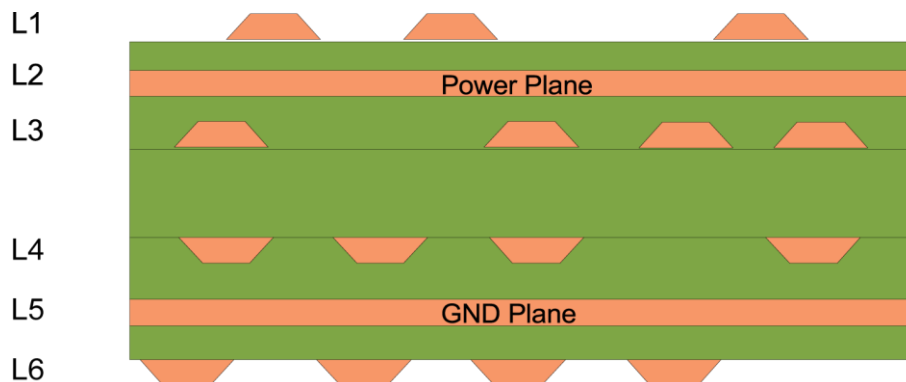 L1
L2
Power Plane
L3
L4
L5
GND Plane
L6